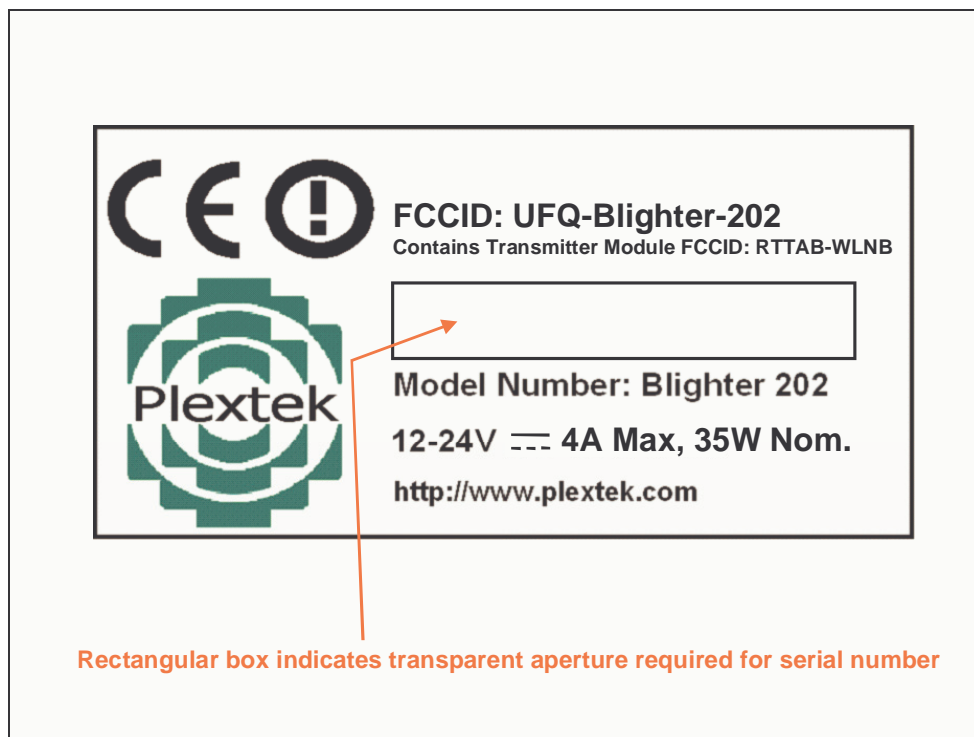 CE
FCCID: UFQ-Blighter-202
Contains Transmitter Module FCCID: RTTAB-WLNB
Plextek
Model Number: Blighter 202
12-24V ⎓ 4A Max, 35W Nom.
http://www.plextek.com
Rectangular box indicates transparent aperture required for serial number